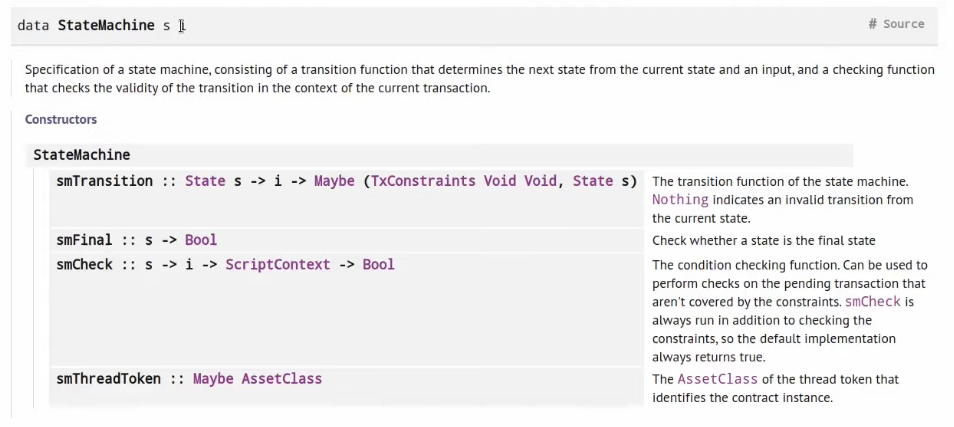 data StateMachine s i # Source
Specification of a state machine, consisting of a transition function that determines the next state from the current state and an input, and a checking function
that checks the validity of the transition in the context of the current transaction.
Constructors
StateMachine
smTransition :: State s -> i -> Maybe (TxConstraints Void Void, State s)
The transition function of the state machine.
Nothing indicates an invalid transition from
the current state.
smFinal :: s -> Bool
Check whether a state is the final state
smCheck :: s -> i -> ScriptContext -> Bool
The condition checking function. Can be used to
perform checks on the pending transaction that
aren't covered by the constraints. smCheck is
always run in addition to checking the
constraints, so the default implementation
always returns true.
smThreadToken :: Maybe AssetClass
The AssetClass of the thread token that
identifies the contract instance.